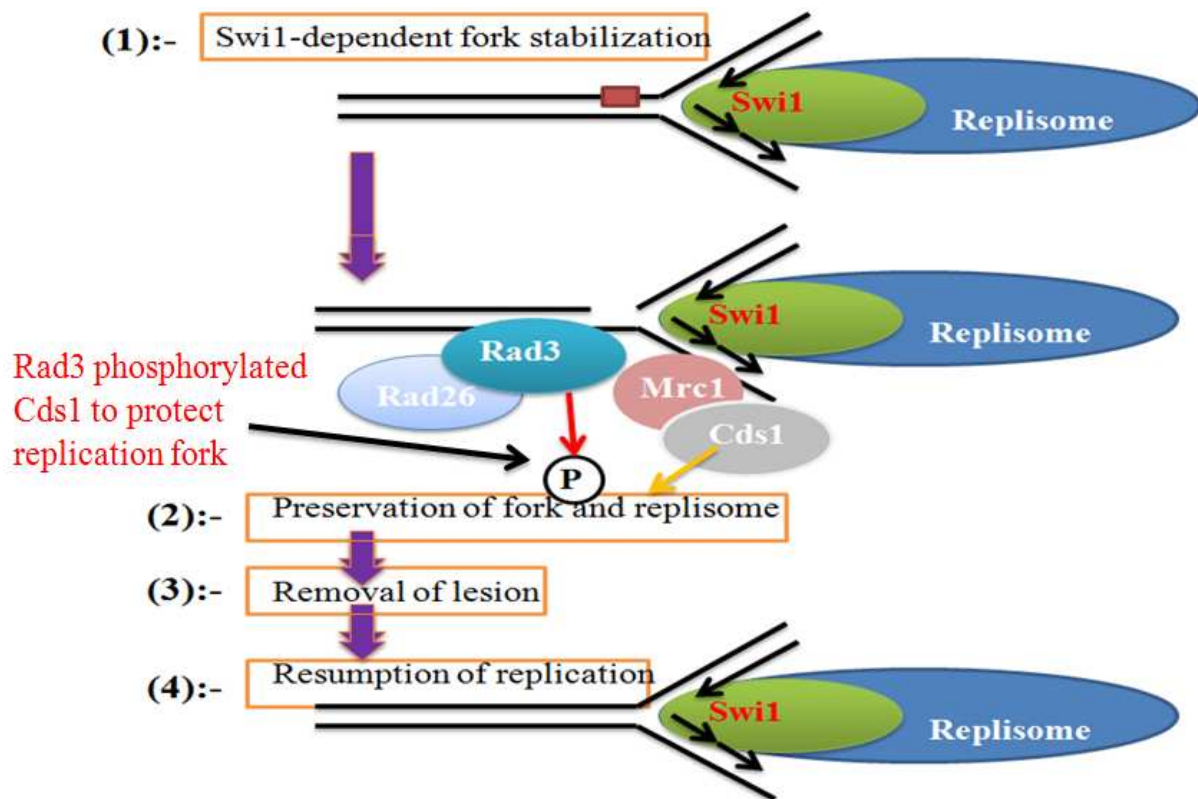 (1):- Swi1-dependent fork stabilization
Swi1
Replisome
Swi1
Replisome
Rad3
Rad26
Mrc1
Cds1
Rad3 phosphorylated
Cds1 to protect
replication fork
P
(2):- Preservation of fork and replisome
(3):- Removal of lesion
(4):- Resumption of replication
Swi1
Replisome